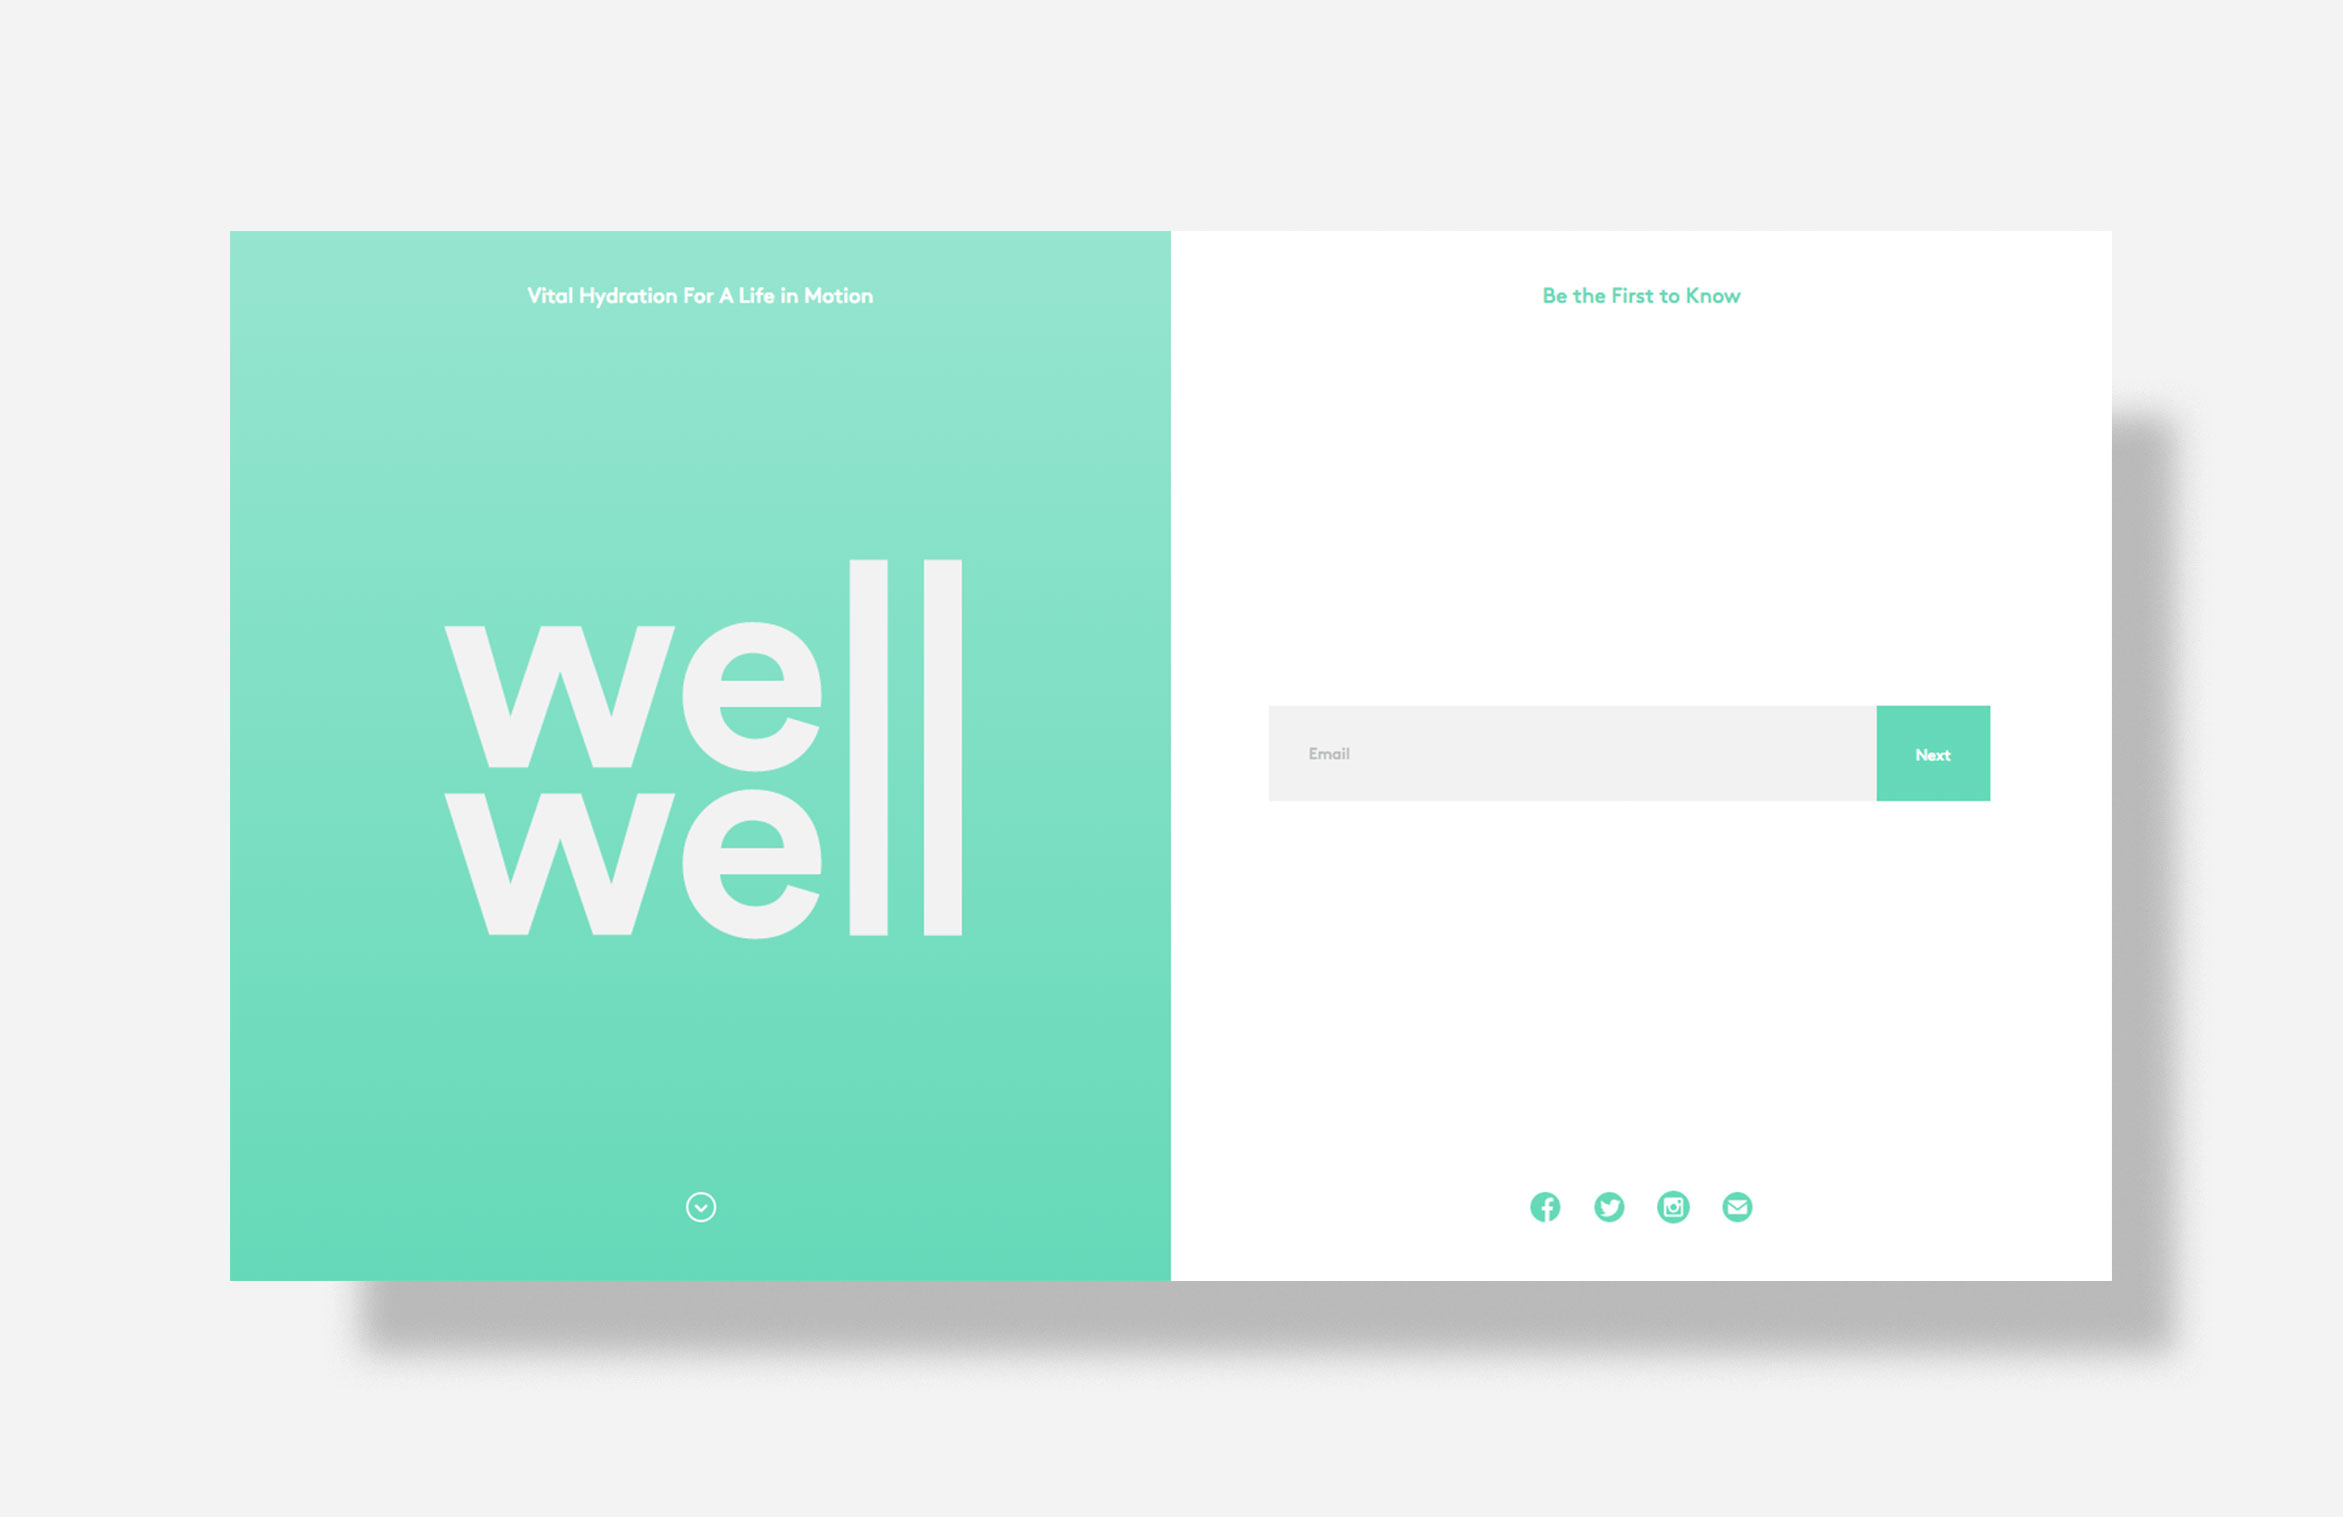 Vital Hydration For A Life in Motion
well
well
Be the First to Know
Email
Next